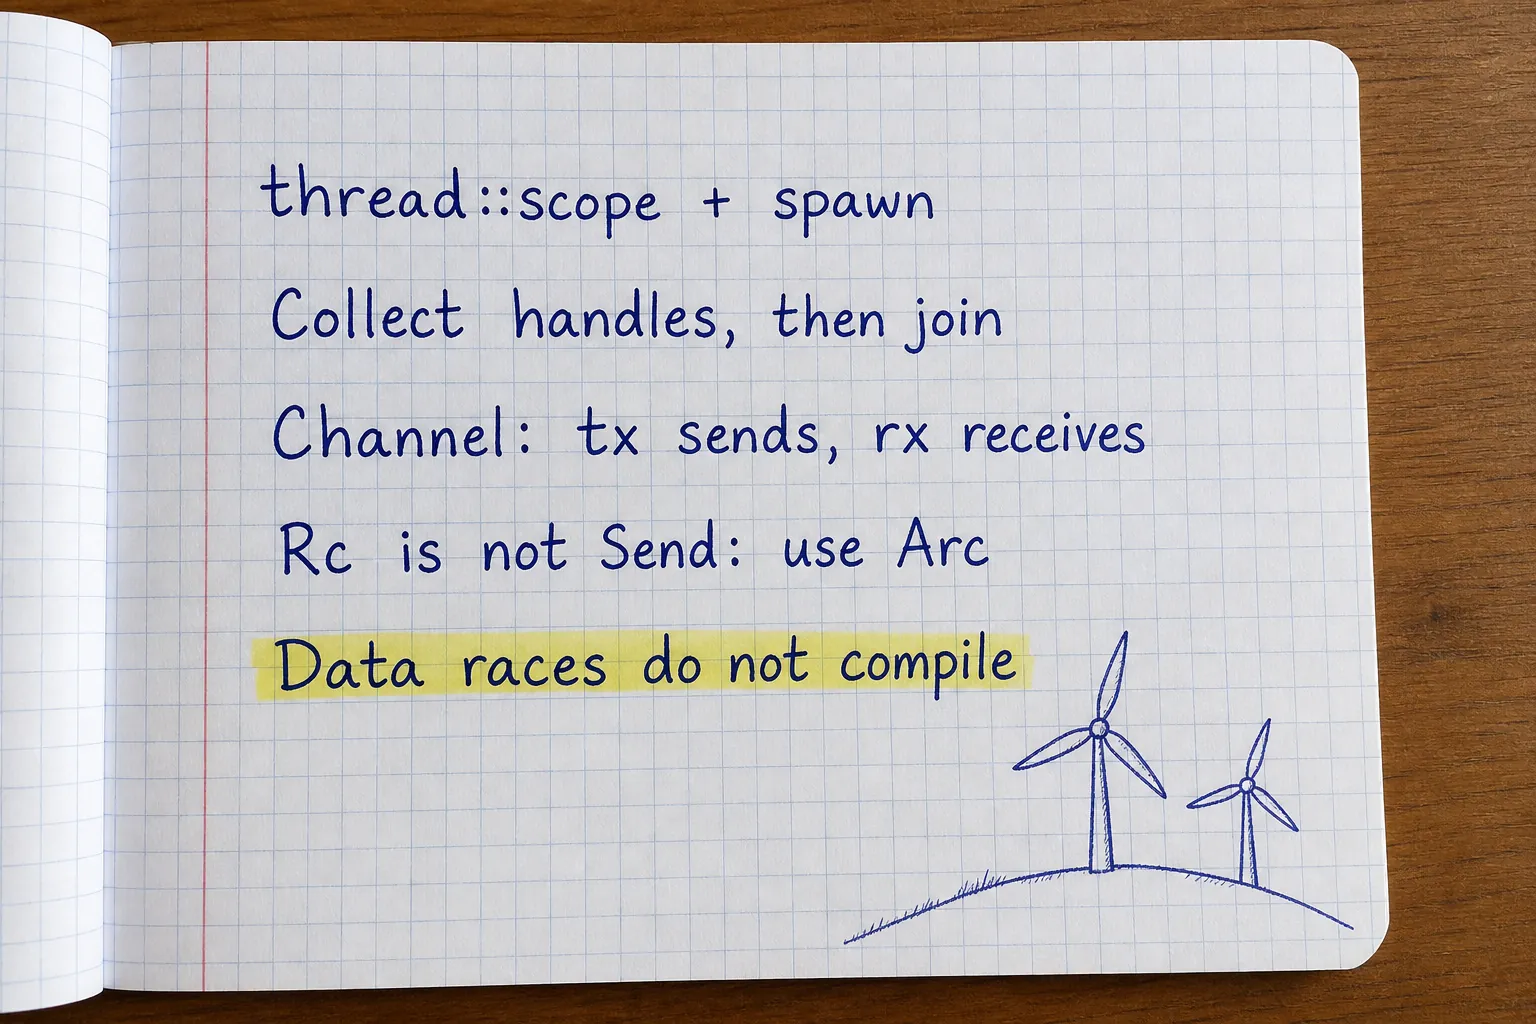 thread::scope + spawn
Collect handles, then join
Channel: tx sends, rx receives
Rc is not Send: use Arc
Data races do not compile